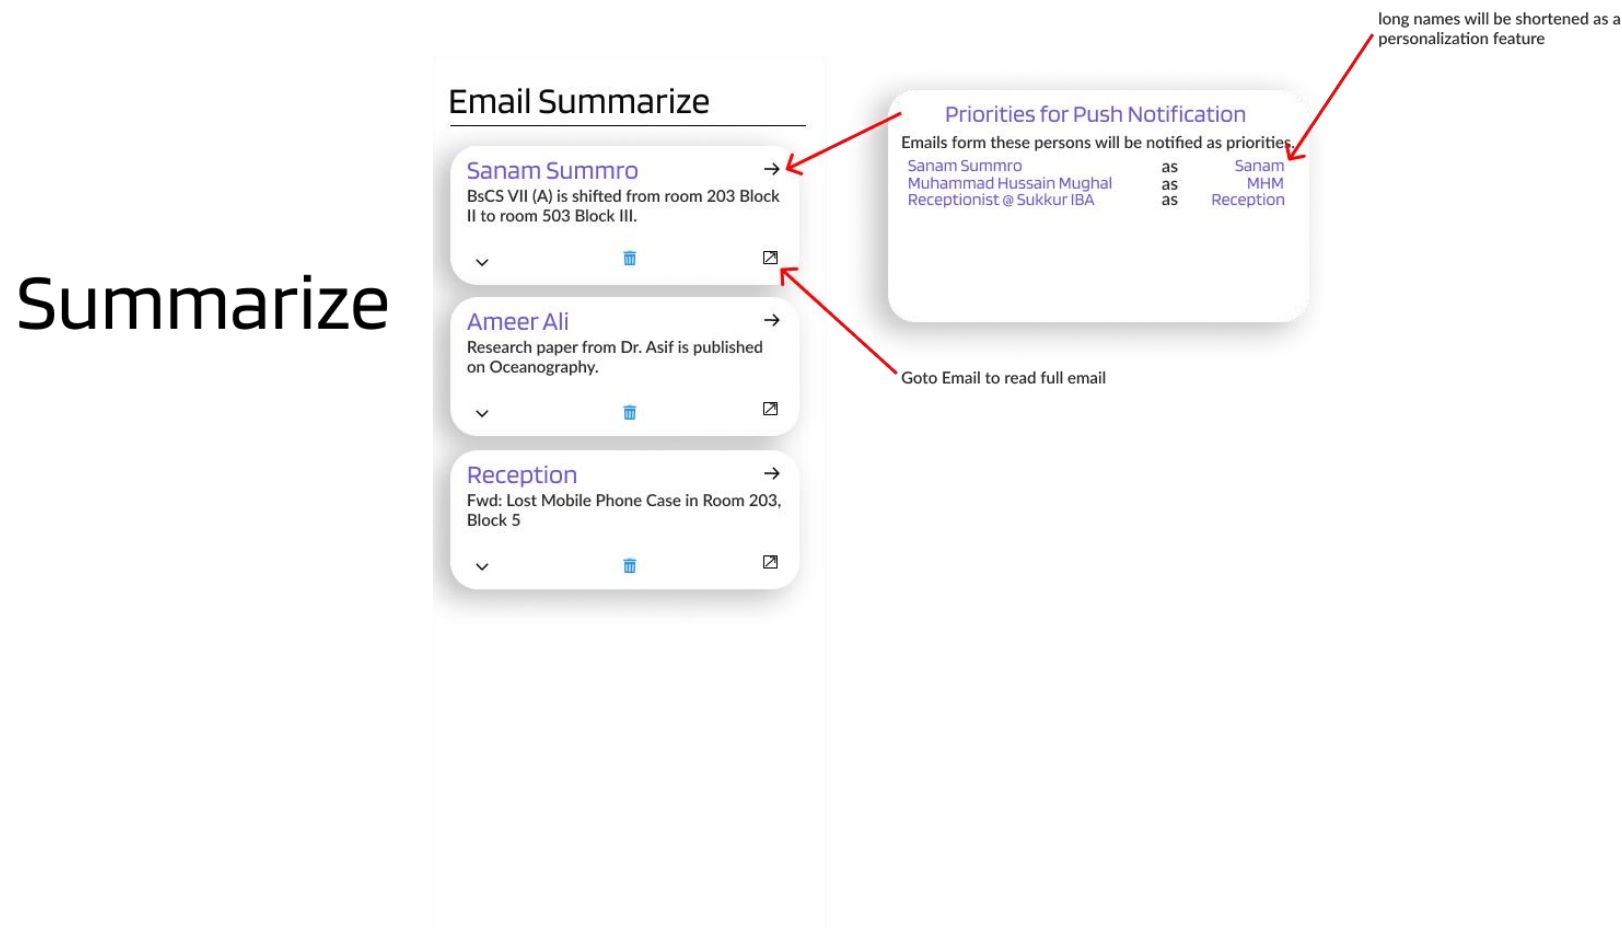 long names will be shortened as a
personalization feature
Email Summarize
Priorities for Push Notification
Emails form these persons will be notified as priorities.
Sanam Summro as Sanam
Muhammad Hussain Mughal as MHM
Receptionist @ Sukkur IBA as Reception
Sanam Summro
BsCS VII (A) is shifted from room 203 Block
II to room 503 Block III.
Summarize
Ameer Ali
Research paper from Dr. Asif is published
on Oceanography.
Goto Email to read full email
Reception
Fwd: Lost Mobile Phone Case in Room 203,
Block 5